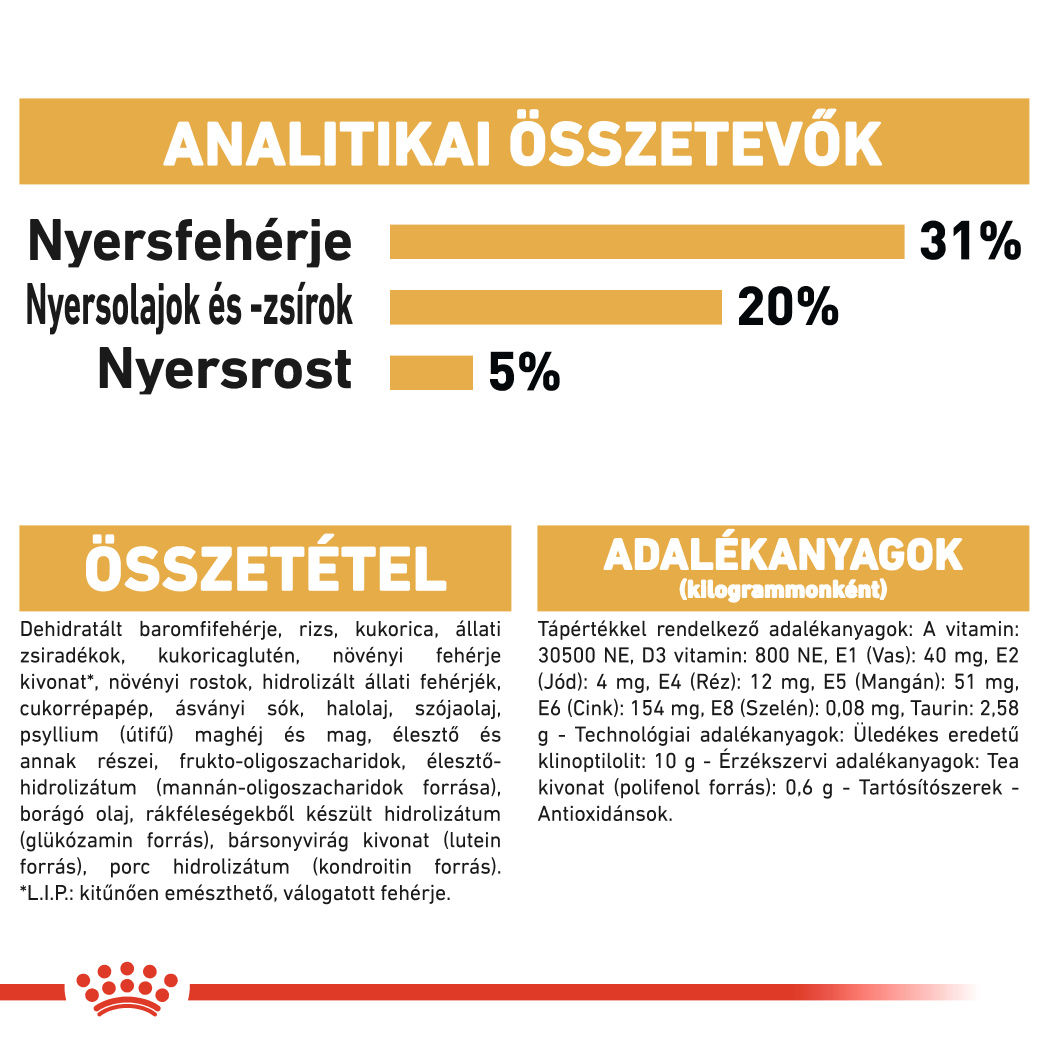 ANALITIKAI ÖSSZETEVŐK
Nyersfehérje 31%
Nyersolajok és -zsírok 20%
Nyersrost 5%
ÖSSZETÉTEL
Dehidratált baromfifehérje, rizs, kukorica, állati
zsiradékok, kukoricaglutén, növényi fehérje
kivonat*, növényi rostok, hidrolizált állati fehérjék,
cukorrépapép, ásványi sók, halolaj, szójaolaj,
psyllium (útifű) maghéj és mag, élesztő és
annak részei, frukto-oligoszacharidok, élesztő-
hidrolizátum (mannán-oligoszacharidok forrása),
borágó olaj, rákféleségekből készült hidrolizátum
(glükózamin forrás), bársonyvirág kivonat (lutein
forrás), porc hidrolizátum (kondroitin forrás).
*L.I.P.: kitűnően emészthető, válogatott fehérje.
ADALÉKANYAGOK
(kilogrammonként)
Tápértékkel rendelkező adalékanyagok: A vitamin:
30500 NE, D3 vitamin: 800 NE, E1 (Vas): 40 mg, E2
(Jód): 4 mg, E4 (Réz): 12 mg, E5 (Mangán): 51 mg,
E6 (Cink): 154 mg, E8 (Szelén): 0,08 mg, Taurin: 2,58
g - Technológiai adalékanyagok: Üledékes eredetű
klinoptilolit: 10 g - Érzékszervi adalékanyagok: Tea
kivonat (polifenol forrás): 0,6 g - Tartósítószerek -
Antioxidánsok.